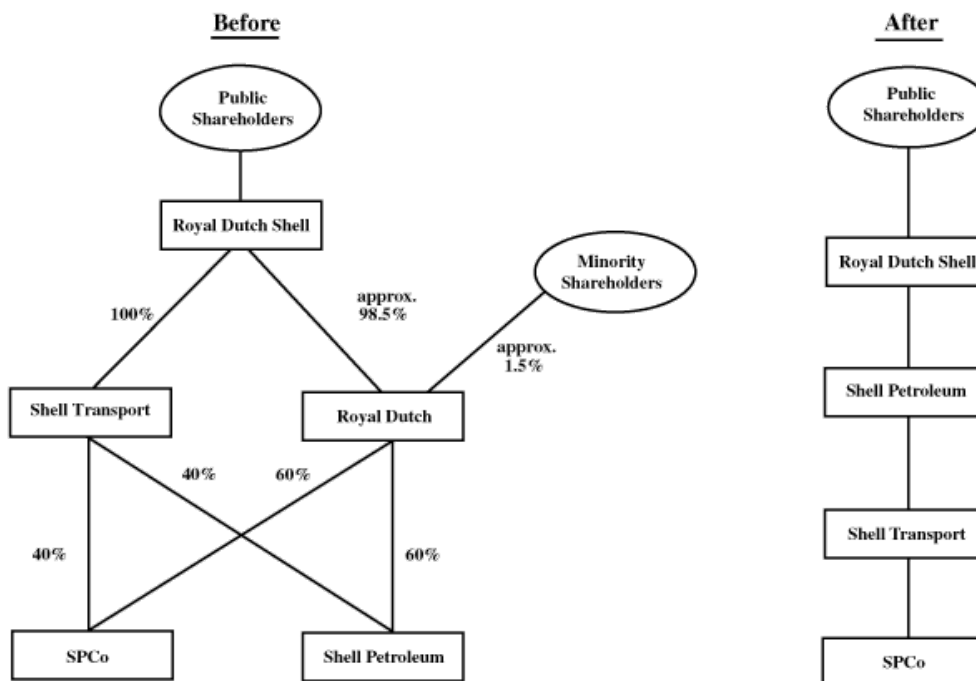 Before
Public
Shareholders
Royal Dutch Shell
Minority
Shareholders
100%
approx.
98.5%
approx.
1.5%
Shell Transport
Royal Dutch
40%
60%
40%
60%
SPCo
Shell Petroleum
After
Public
Shareholders
Royal Dutch Shell
Shell Petroleum
Shell Transport
SPCo